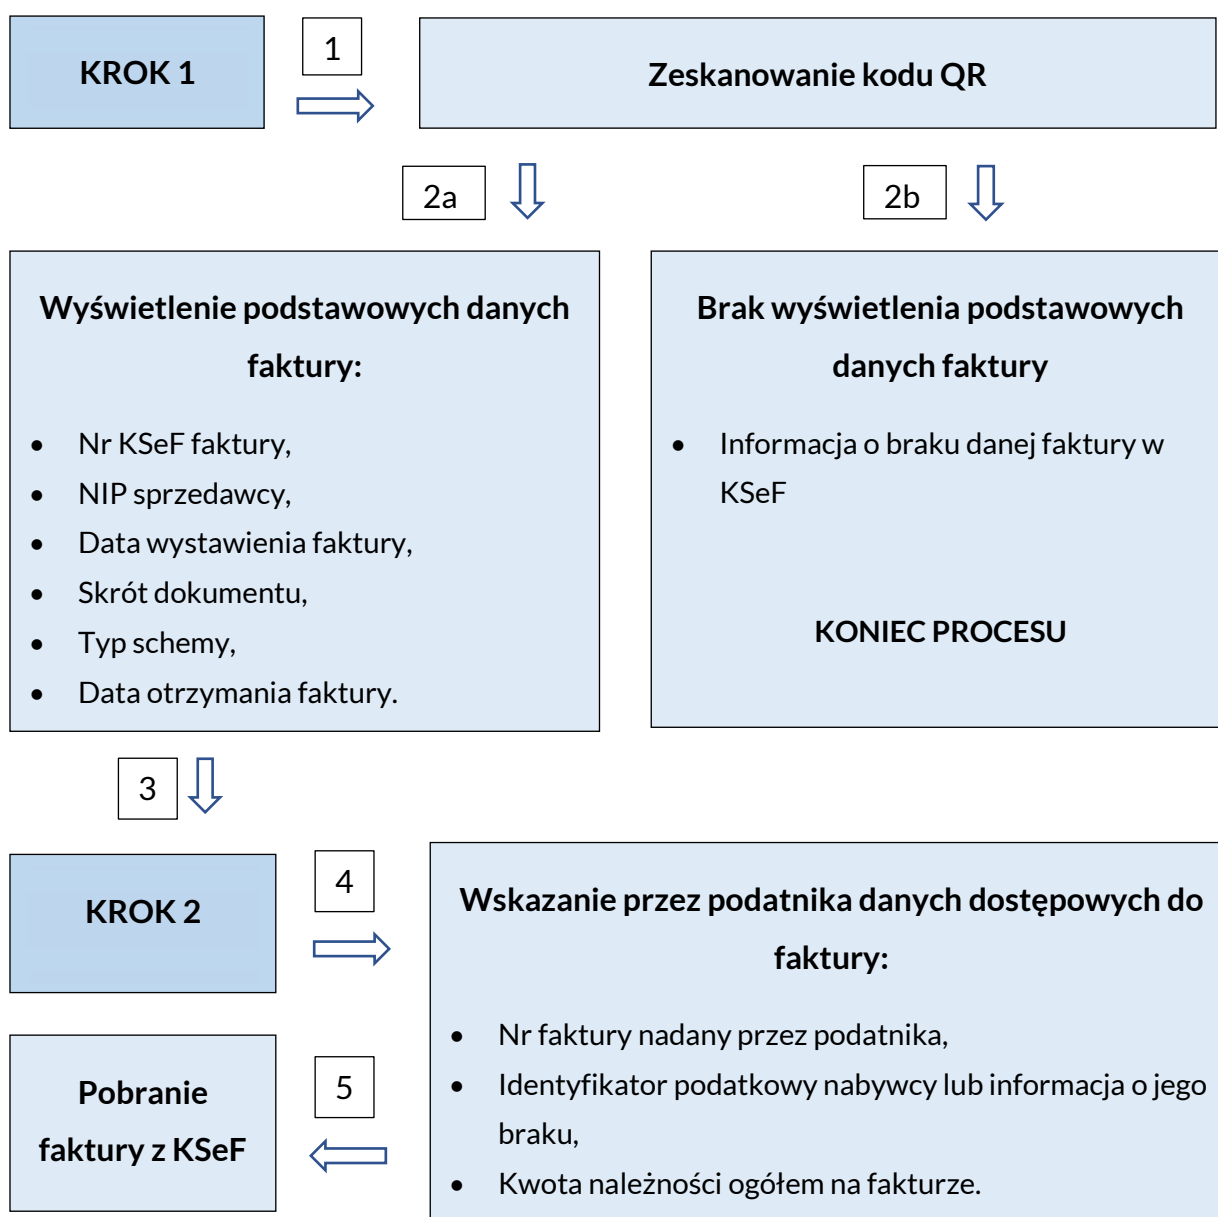 KROK 1
1
Zeskanowanie kodu QR
2a
2b
Wyświetlenie podstawowych danych
faktury:
• Nr KSeF faktury,
• NIP sprzedawcy,
• Data wystawienia faktury,
• Skrót dokumentu,
• Typ schemy,
• Data otrzymania faktury.
Brak wyświetlenia podstawowych
danych faktury
• Informacja o braku danej faktury w
KSeF
KONIEC PROCESU
3
KROK 2
4
Wskazanie przez podatnika danych dostępowych do
faktury:
• Nr faktury nadany przez podatnika,
• Identyfikator podatkowy nabywcy lub informacja o jego
braku,
• Kwota należności ogółem na fakturze.
5
Pobranie
faktury z KSeF